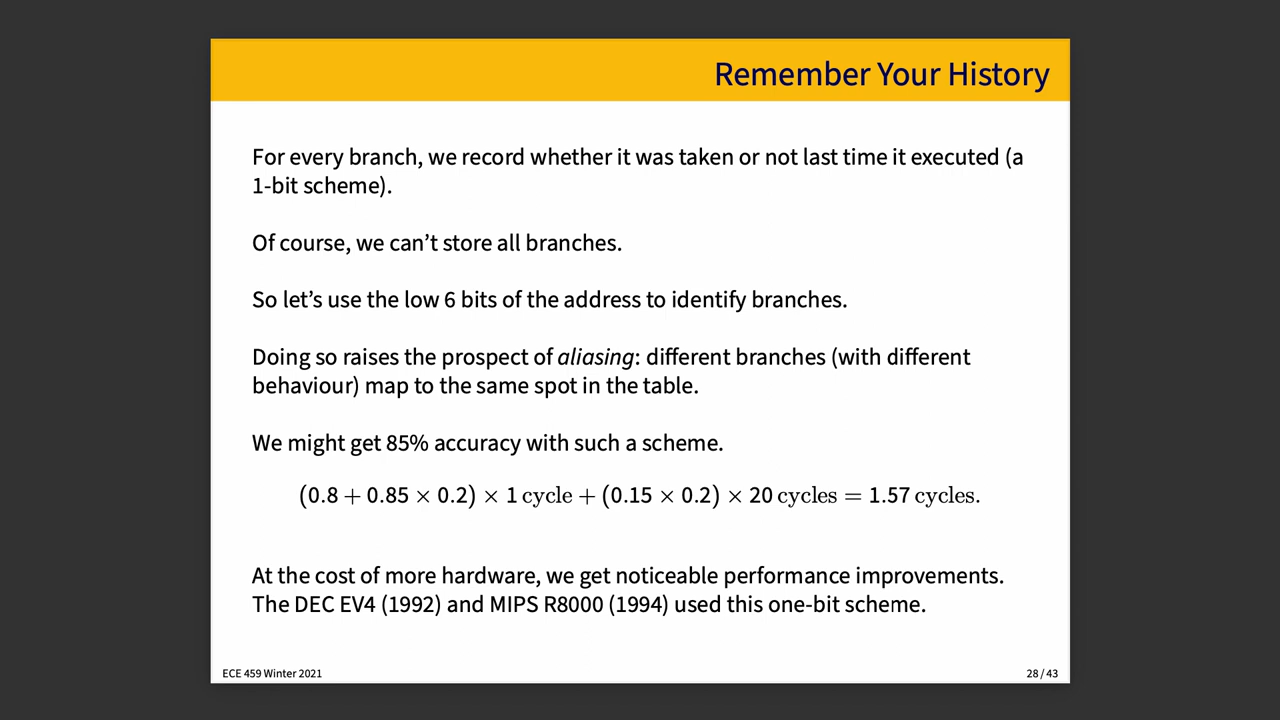 Remember Your History
For every branch, we record whether it was taken or not last time it executed (a
1-bit scheme).
Of course, we can’t store all branches.
So let’s use the low 6 bits of the address to identify branches.
Doing so raises the prospect of aliasing: different branches (with different
behaviour) map to the same spot in the table.
We might get 85% accuracy with such a scheme.
(0.8 + 0.85 × 0.2) × 1 cycle + (0.15 × 0.2) × 20 cycles = 1.57 cycles.
At the cost of more hardware, we get noticeable performance improvements.
The DEC EV4 (1992) and MIPS R8000 (1994) used this one-bit scheme.
ECE 459 Winter 2021
28 / 43